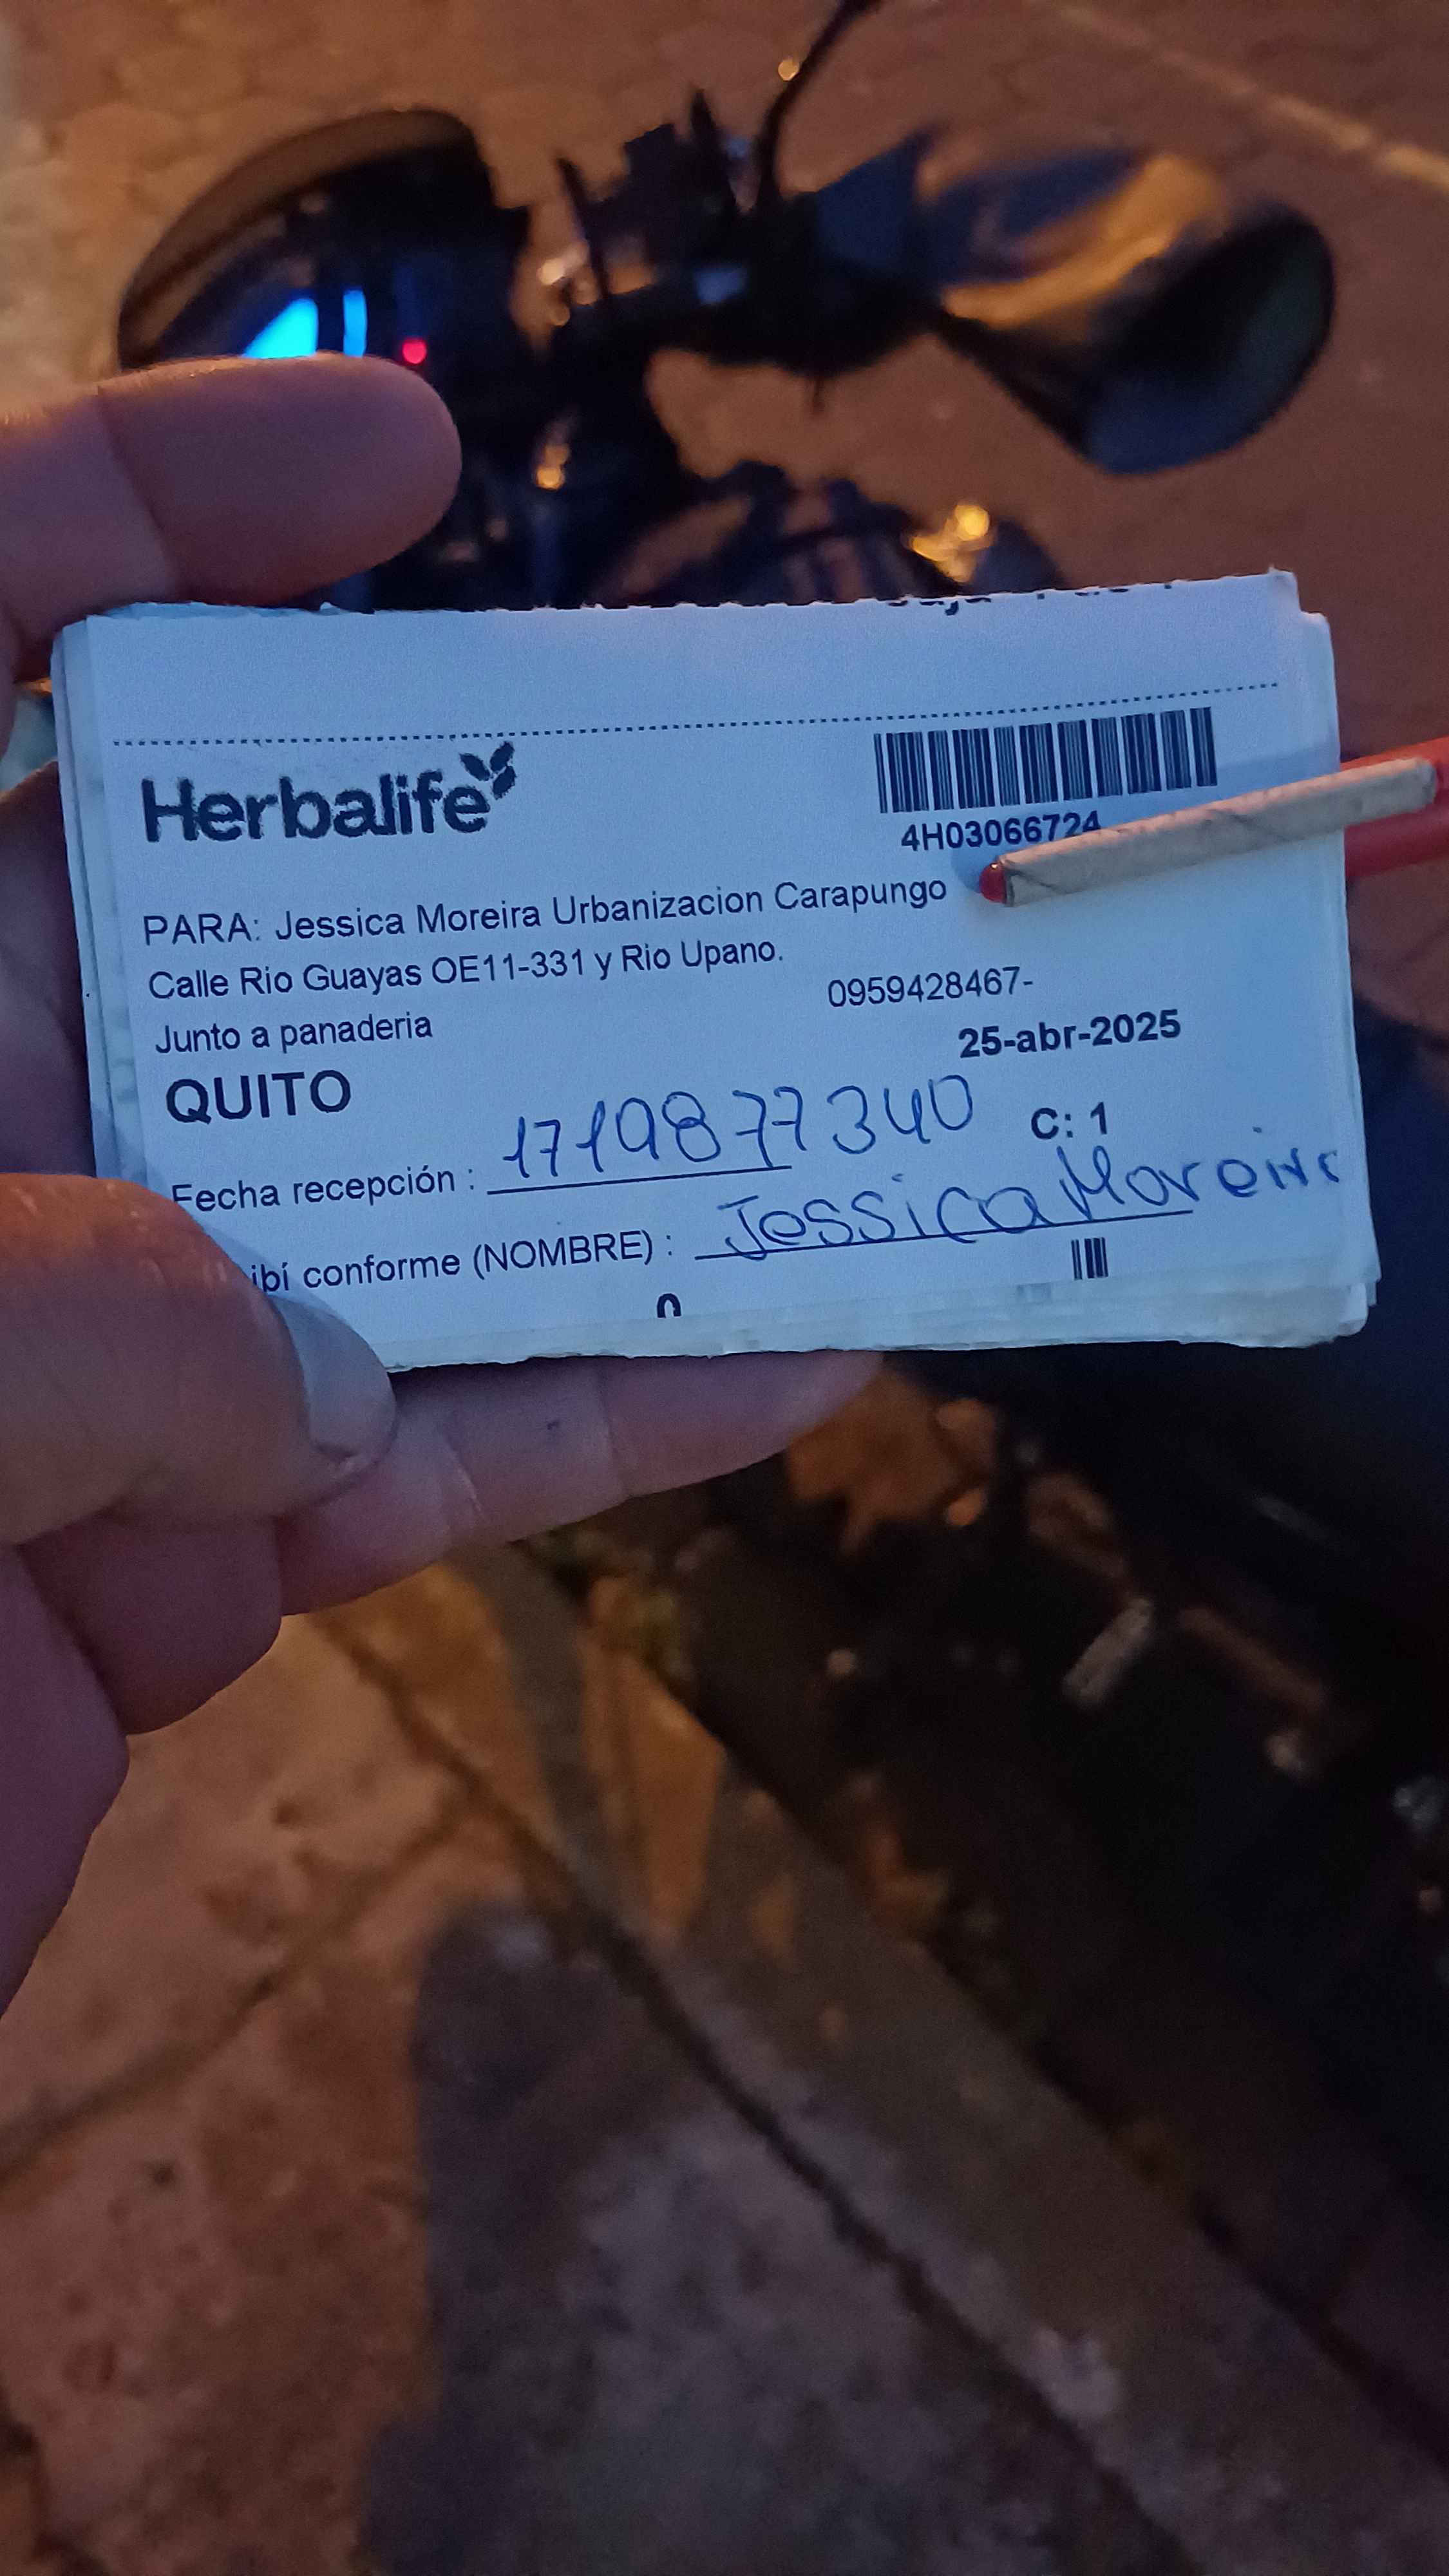 Herbalife
4H03066724
PARA: Jessica Moreira Urbanizacion Carapungo
Calle Rio Guayas OE11-331 y Rio Upano.
0959428467-
Junto a panaderia
25-abr-2025
QUITO
C: 1
Fecha recepción : 1719877340
ibí conforme (NOMBRE) : Jessica Moreira